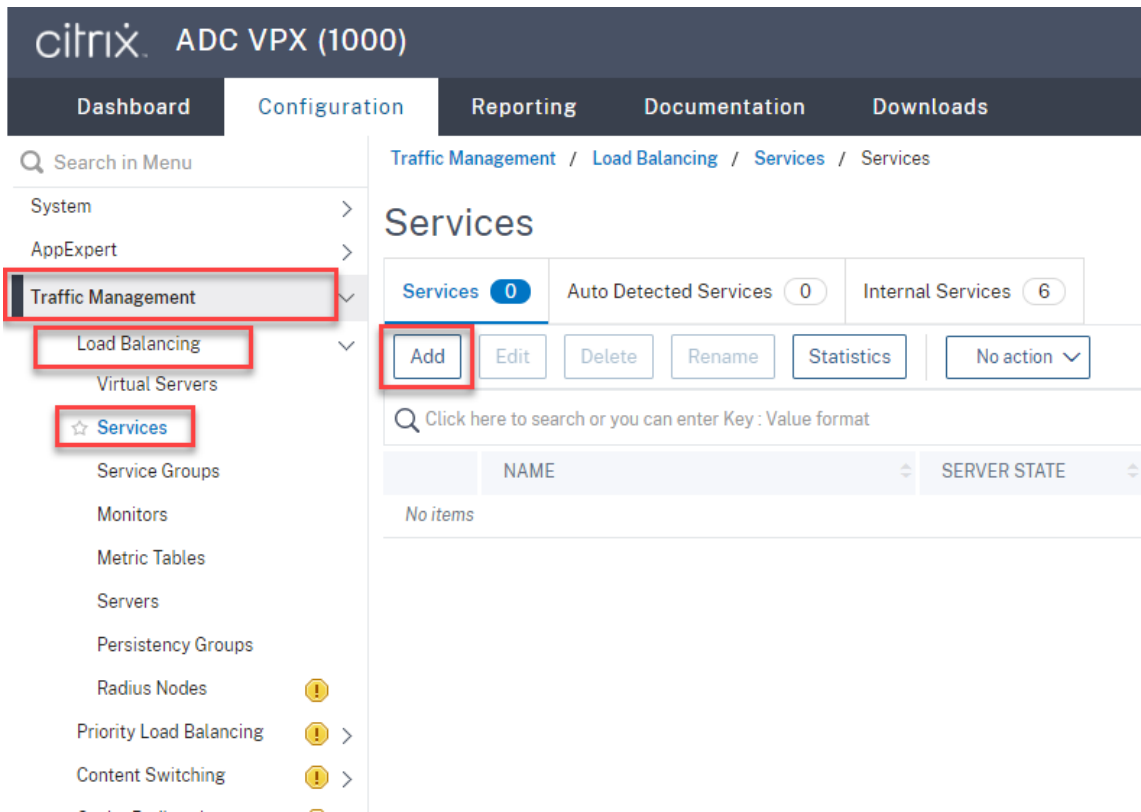 citrix. ADC VPX (1000)
Dashboard Configuration Reporting Documentation Downloads
Search in Menu
System
AppExpert
Traffic Management
Load Balancing
Virtual Servers
Services
Service Groups
Monitors
Metric Tables
Servers
Persistency Groups
Radius Nodes
Priority Load Balancing
Content Switching
Traffic Management / Load Balancing / Services / Services
Services
Services 0 Auto Detected Services 0 Internal Services 6
Add Edit Delete Rename Statistics No action
Click here to search or you can enter Key : Value format
NAME SERVER STATE
No items